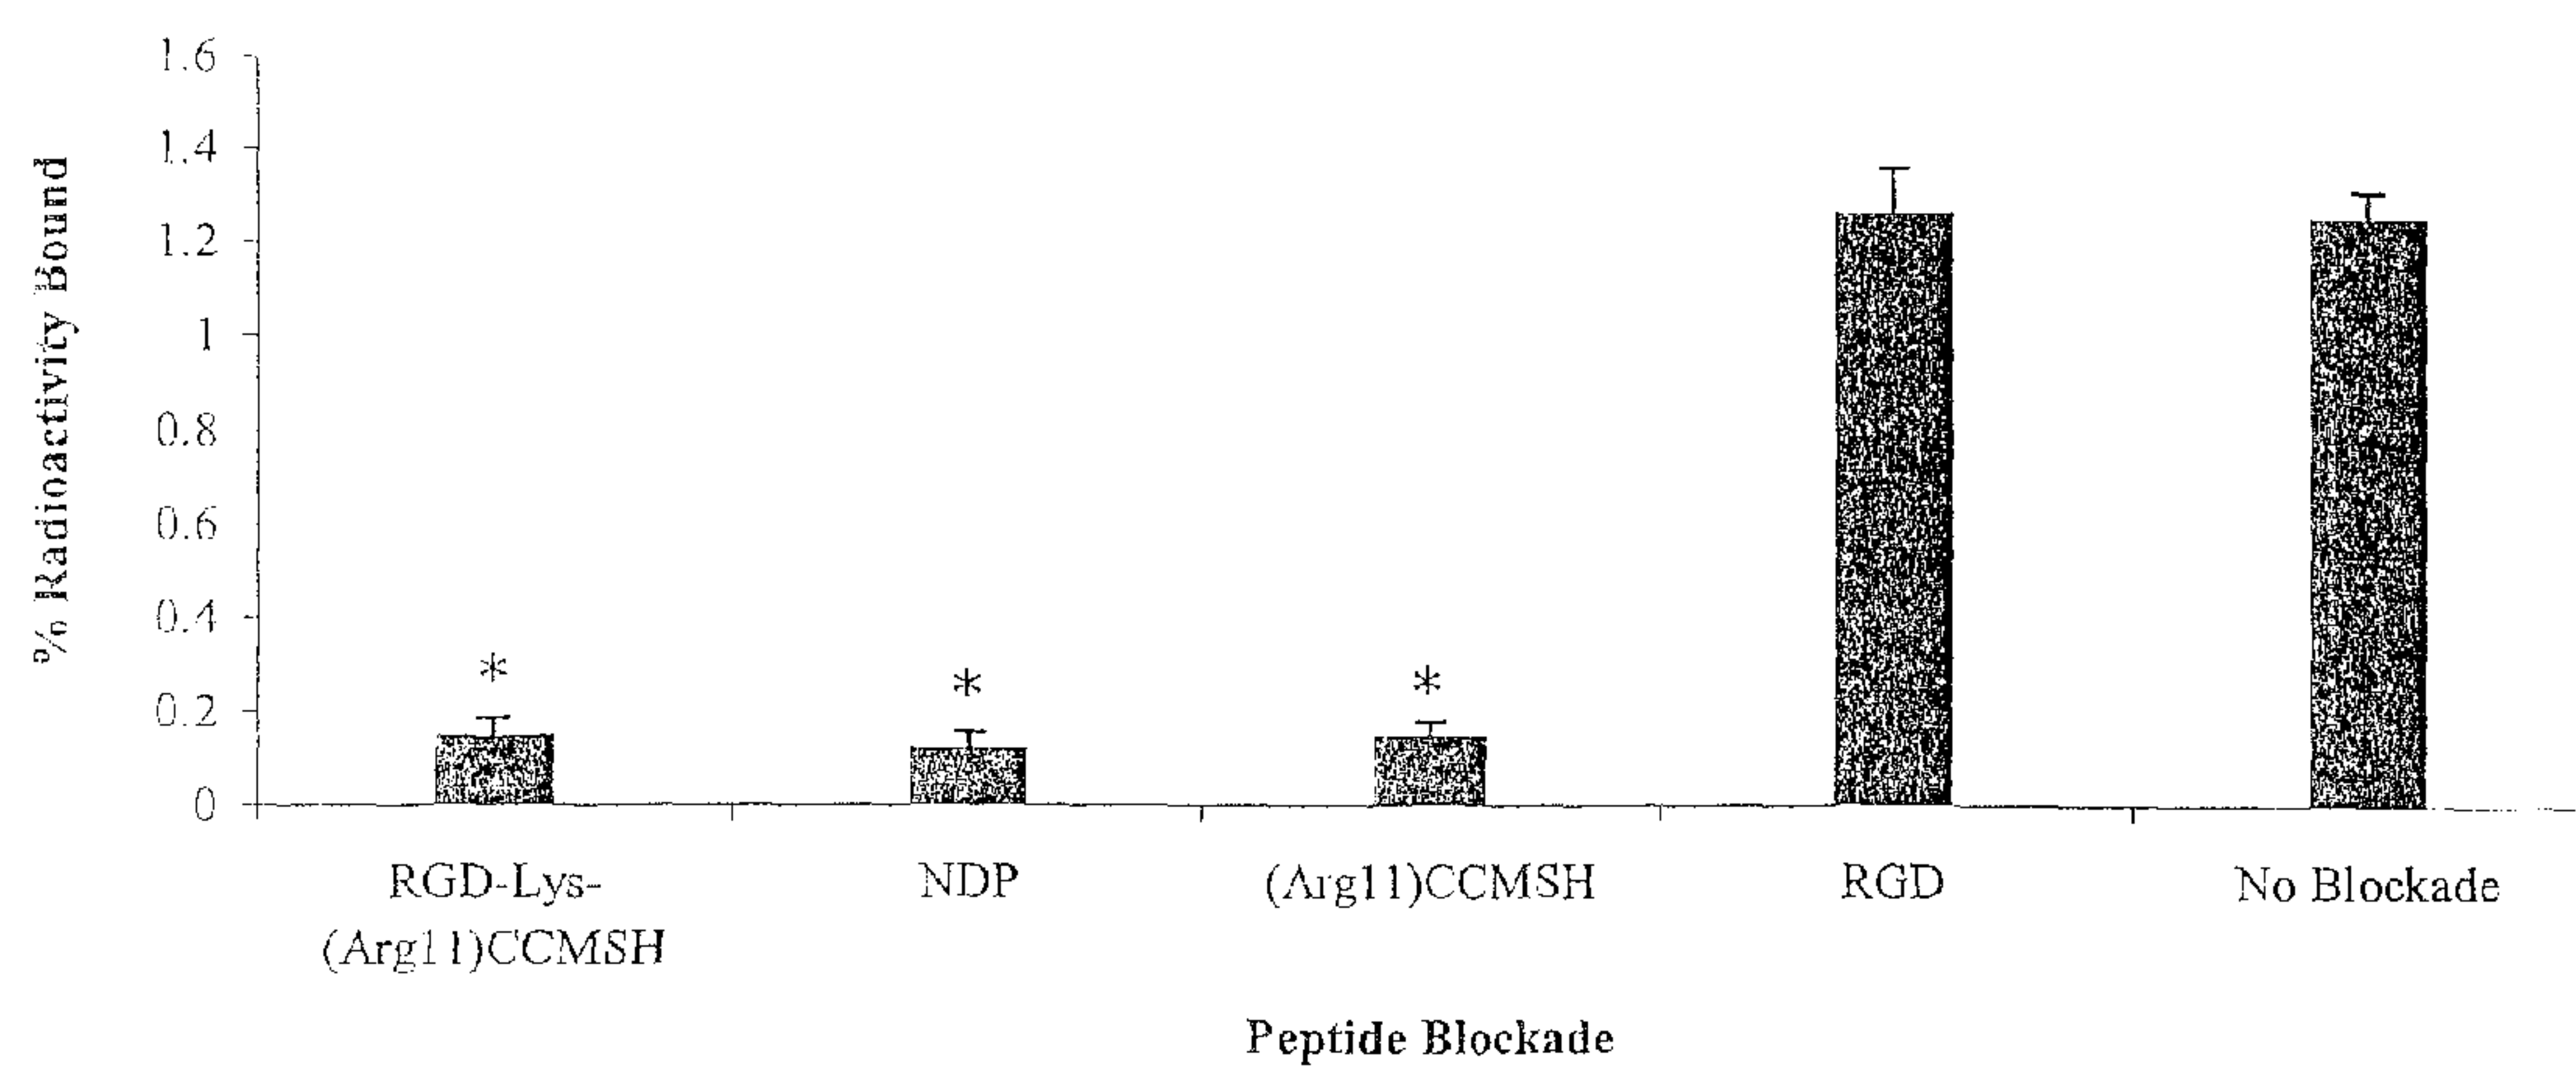 1.6
1.4
1.2
1
0.8
0.6
0.4
0.2
0
% Radioactivity Bound
*
*
*
RGD-Lys-
(Arg11)CCMSH
NDP
(Arg11)CCMSH
RGD
No Blockade
Peptide Blockade